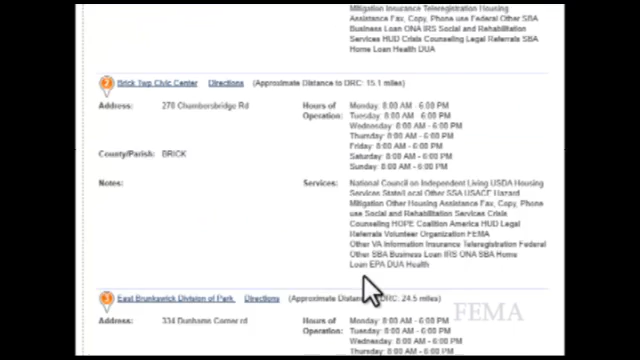 Mitigation Insurance Teleregistration Housing
Assistance Fax, Copy, Phone use Federal Other SBA
Business Loan ONA IRS Social and Rehabilitation
Services HUD Crisis Counseling Legal Referrals SBA
Home Loan Health DUA
3 Brick Twp Civic Center Directions (Approximate Distance to DRC: 15.1 miles)
Address: 270 Chambersbridge Rd Hours of Operation: Monday: 8:00 AM - 6:00 PM
Tuesday: 8:00 AM - 6:00 PM
Wednesday: 8:00 AM - 6:00 PM
Thursday: 8:00 AM - 6:00 PM
Friday: 8:00 AM - 6:00 PM
Saturday: 8:00 AM - 6:00 PM
Sunday: 8:00 AM - 6:00 PM
County/Parish: BRICK
Notes: Services: National Council on Independent Living USDA Housing
Services State/Local Other SSA USACE Hazard
Mitigation Other Housing Assistance Fax, Copy, Phone
use Social and Rehabilitation Services Crisis
Counseling HOPE Coalition America HUD Legal
Referrals Volunteer Organization FEMA
Other VA Information Insurance Teleregistration Federal
Other SBA Business Loan IRS ONA SBA Home
Loan EPA DUA Health
3 East Brunskwick Division of Park Directions (Approximate Distance DRC: 24.5 miles)
Address: 334 Dunhams Corner rd Hours of Operation: Monday: 8:00 AM - 6:00 PM
Tuesday: 8:00 AM - 6:00 PM
Wednesday: 8:00 AM - 6:00 PM
Thursday: 8:00 AM - 6:00 PM
FEMA